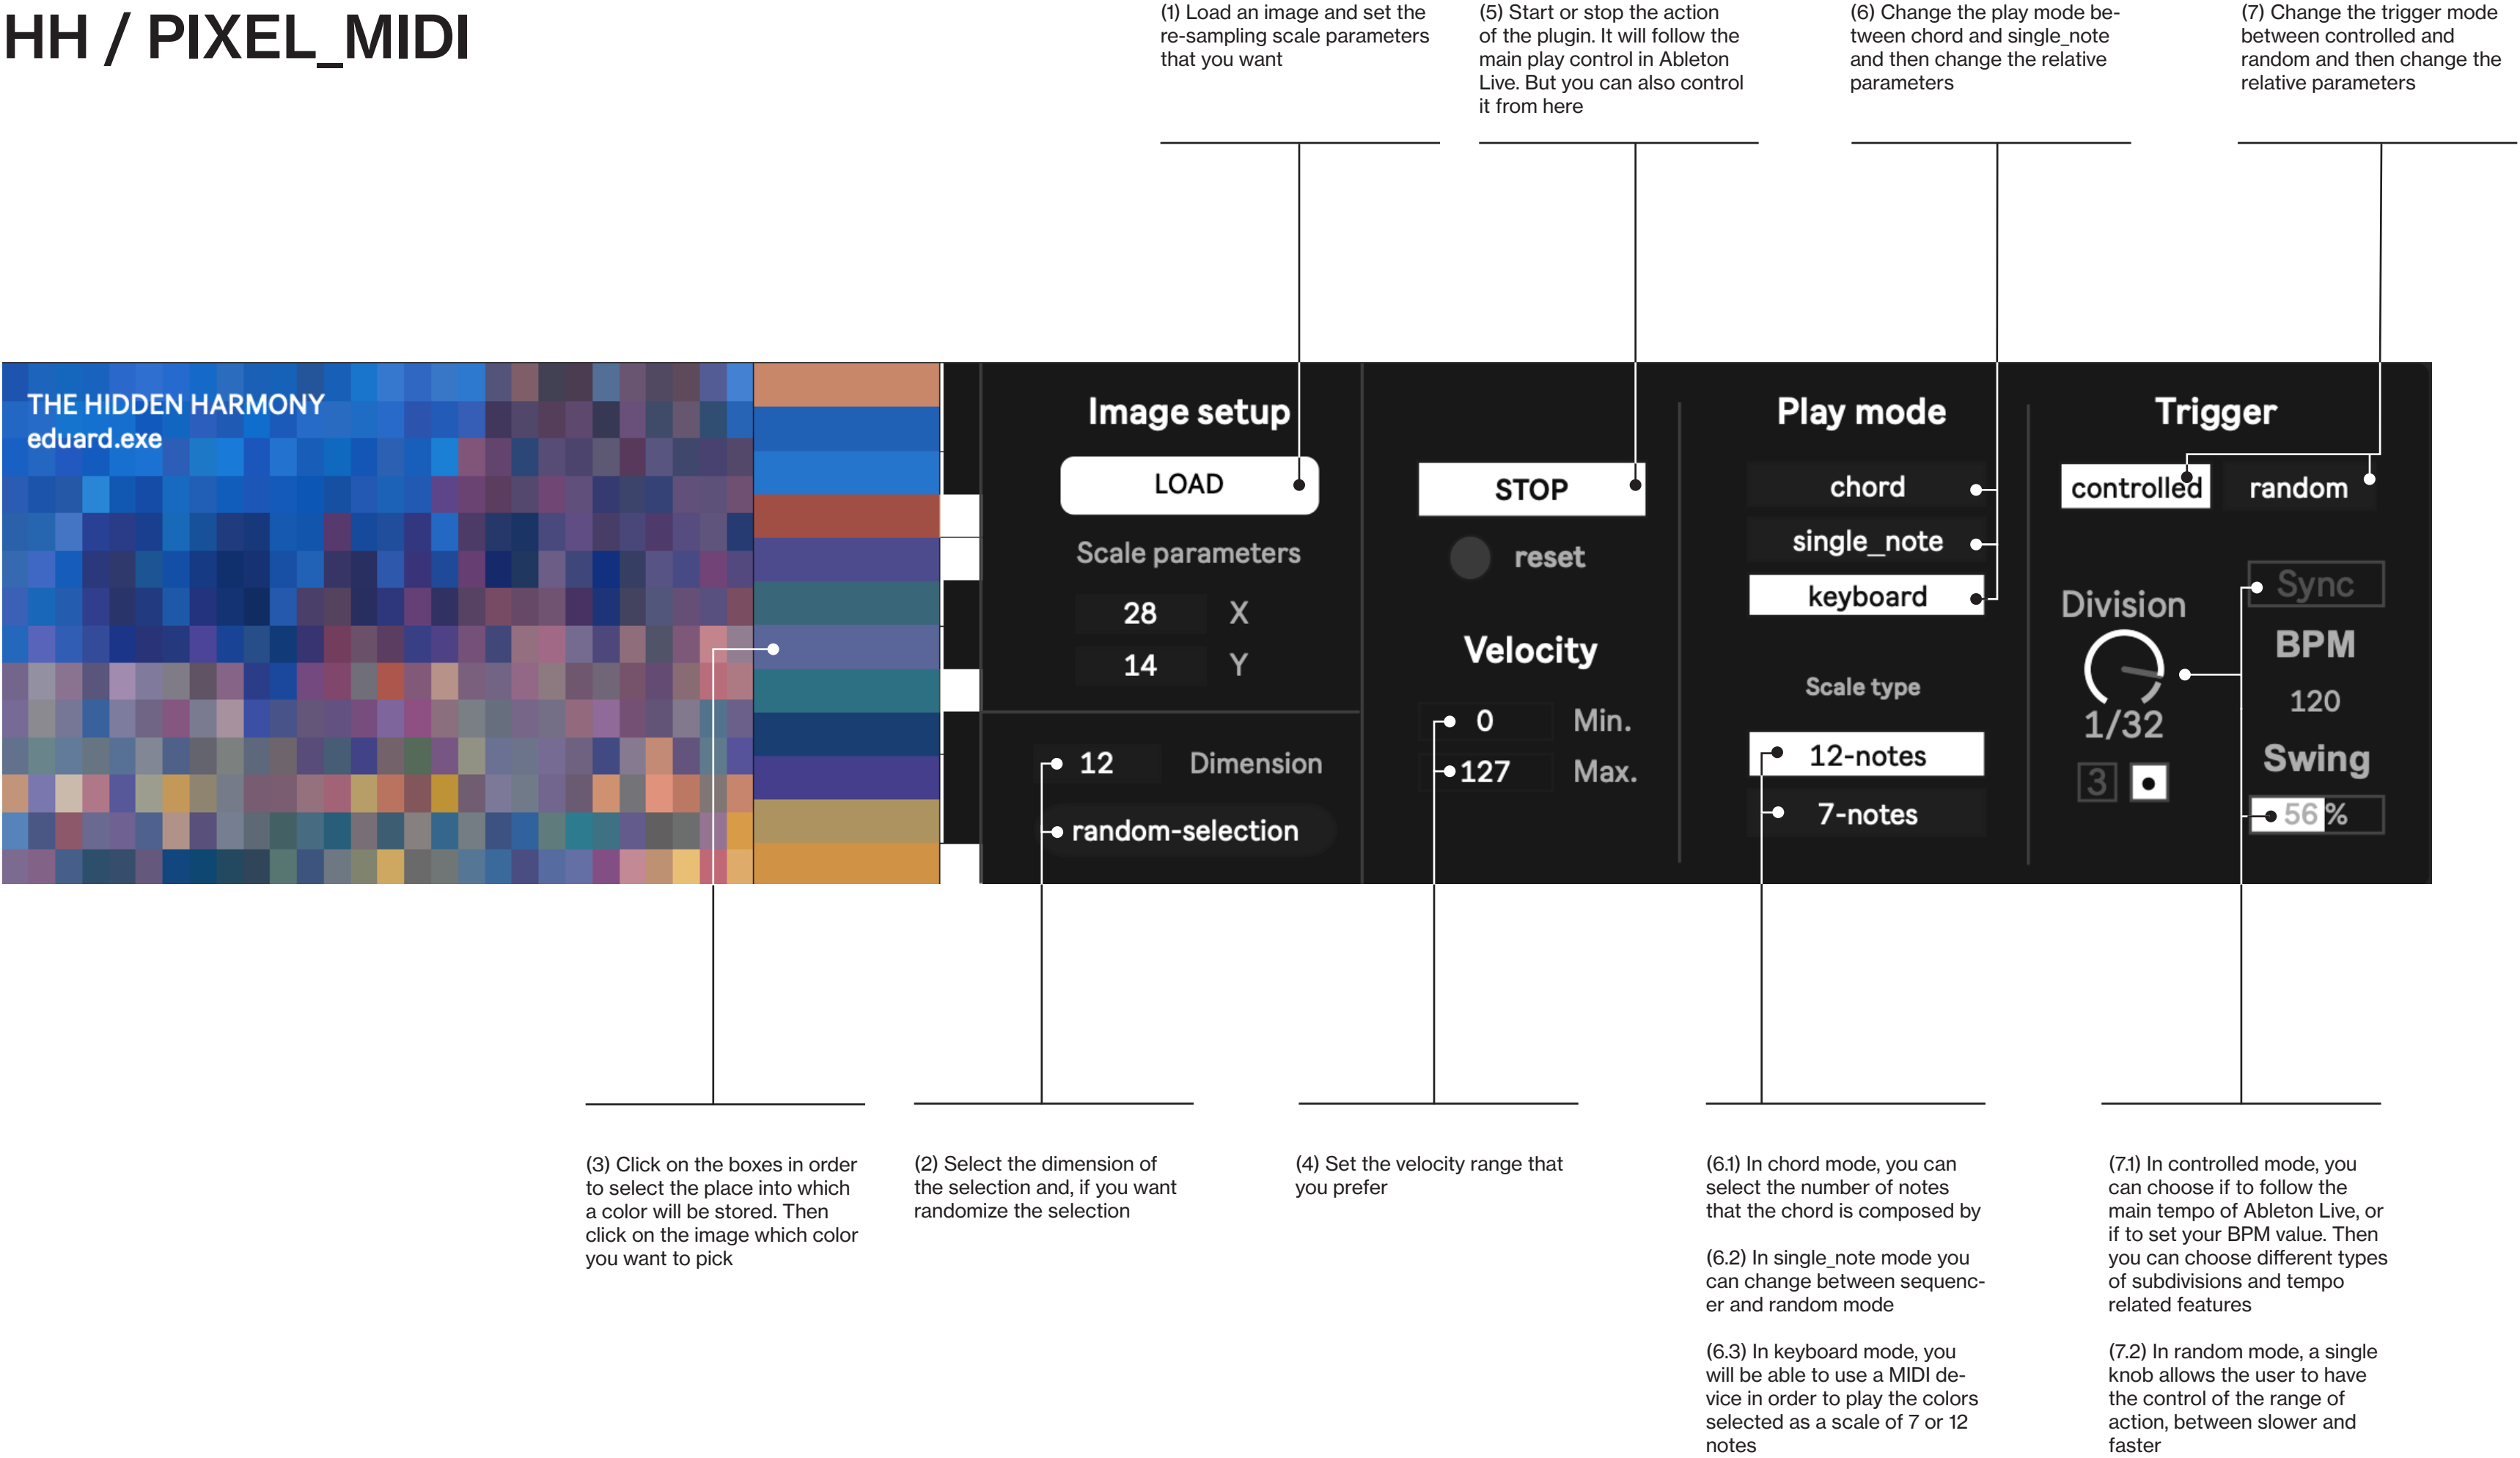 HH / PIXEL_MIDI
(1) Load an image and set the
re-sampling scale parameters
that you want
(5) Start or stop the action
of the plugin. It will follow the
main play control in Ableton
Live. But you can also control
it from here
(6) Change the play mode be-
tween chord and single_note
and then change the relative
parameters
(7) Change the trigger mode
between controlled and
random and then change the
relative parameters
THE HIDDEN HARMONY
eduard.exe
Image setup
LOAD
Scale parameters
28 X
14 Y
12 Dimension
random-selection
STOP
reset
Velocity
0 Min.
127 Max.
Play mode
chord
single_note
keyboard
Scale type
12-notes
7-notes
Trigger
controlled random
Division
1/32
3
Sync
BPM
120
Swing
56 %
(3) Click on the boxes in order
to select the place into which
a color will be stored. Then
click on the image which color
you want to pick
(2) Select the dimension of
the selection and, if you want
randomize the selection
(4) Set the velocity range that
you prefer
(6.1) In chord mode, you can
select the number of notes
that the chord is composed by
(6.2) In single_note mode you
can change between sequenc-
er and random mode
(6.3) In keyboard mode, you
will be able to use a MIDI de-
vice in order to play the colors
selected as a scale of 7 or 12
notes
(7.1) In controlled mode, you
can choose if to follow the
main tempo of Ableton Live, or
if to set your BPM value. Then
you can choose different types
of subdivisions and tempo
related features
(7.2) In random mode, a single
knob allows the user to have
the control of the range of
action, between slower and
faster